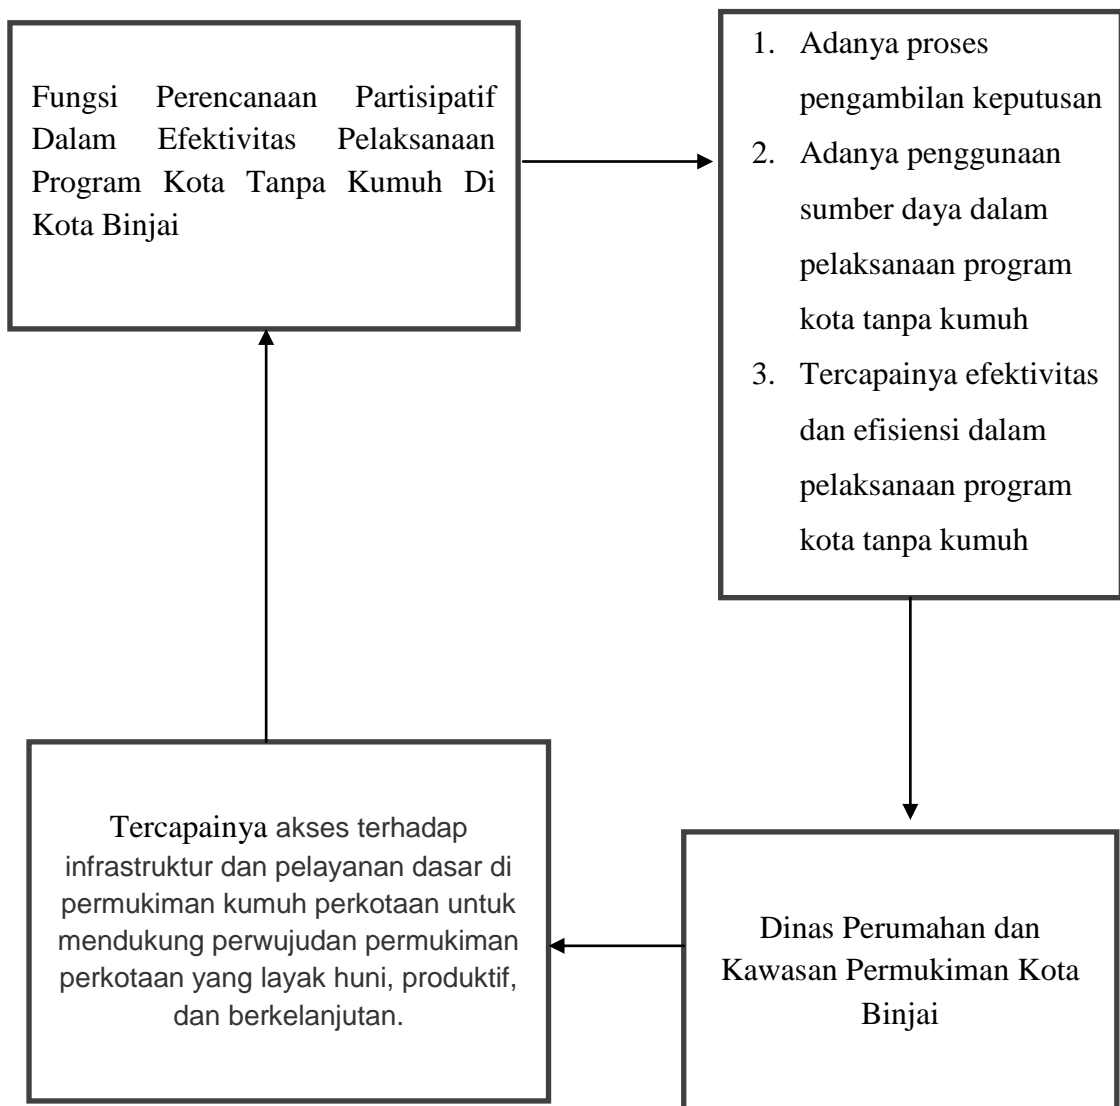 Fungsi Perencanaan Partisipatif
Dalam Efektivitas Pelaksanaan
Program Kota Tanpa Kumuh Di
Kota Binjai
1. Adanya proses
pengambilan keputusan
2. Adanya penggunaan
sumber daya dalam
pelaksanaan program
kota tanpa kumuh
3. Tercapainya efektivitas
dan efisiensi dalam
pelaksanaan program
kota tanpa kumuh
Tercapainya akses terhadap
infrastruktur dan pelayanan dasar di
permukiman kumuh perkotaan untuk
mendukung perwujudan permukiman
perkotaan yang layak huni, produktif,
dan berkelanjutan.
Dinas Perumahan dan
Kawasan Permukiman Kota
Binjai